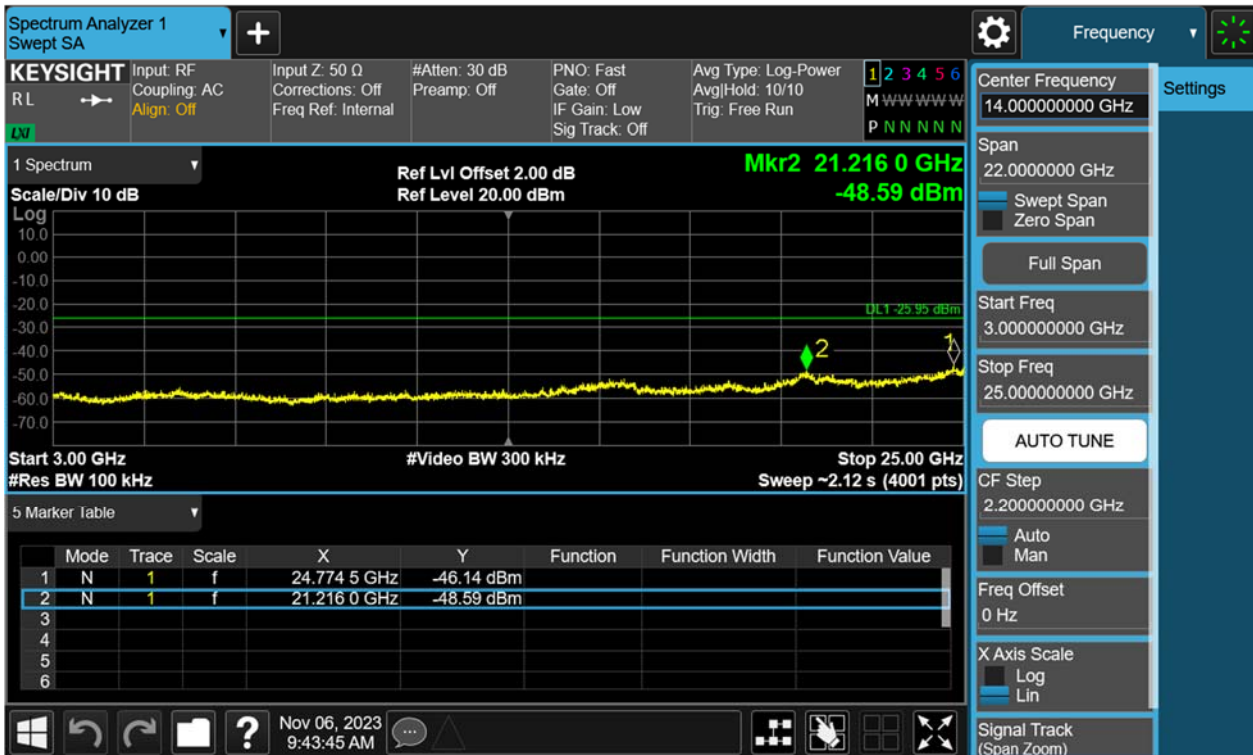 Spectrum Analyzer 1
Swept SA
+
Frequency
KEYSIGHT
RL
LXI
Input: RF
Coupling: AC
Align: Off
Input Z: 50 Ω
Corrections: Off
Freq Ref: Internal
#Atten: 30 dB
Preamp: Off
PNO: Fast
Gate: Off
IF Gain: Low
Sig Track: Off
Avg Type: Log-Power
Avg|Hold: 10/10
Trig: Free Run
1 2 3 4 5 6
M W W W W W
P N N N N N
1 Spectrum
Scale/Div 10 dB
Ref Lvl Offset 2.00 dB
Ref Level 20.00 dBm
Mkr2 21.216 0 GHz
-48.59 dBm
Log
10.0
0.00
-10.0
-20.0
-30.0
-40.0
-50.0
-60.0
-70.0
DL1 -25.95 dBm
2
1
Start 3.00 GHz
#Video BW 300 kHz
Stop 25.00 GHz
#Res BW 100 kHz
Sweep ~2.12 s (4001 pts)
5 Marker Table
Mode Trace Scale X Y Function Function Width Function Value
1 N 1 f 24.774 5 GHz -46.14 dBm
2 N 1 f 21.216 0 GHz -48.59 dBm
3
4
5
6
?
Nov 06, 2023
9:43:45 AM
Center Frequency
14.000000000 GHz
Settings
Span
22.0000000 GHz
Swept Span
Zero Span
Full Span
Start Freq
3.000000000 GHz
Stop Freq
25.000000000 GHz
AUTO TUNE
CF Step
2.200000000 GHz
Auto
Man
Freq Offset
0 Hz
X Axis Scale
Log
Lin
Signal Track
(Span Zoom)